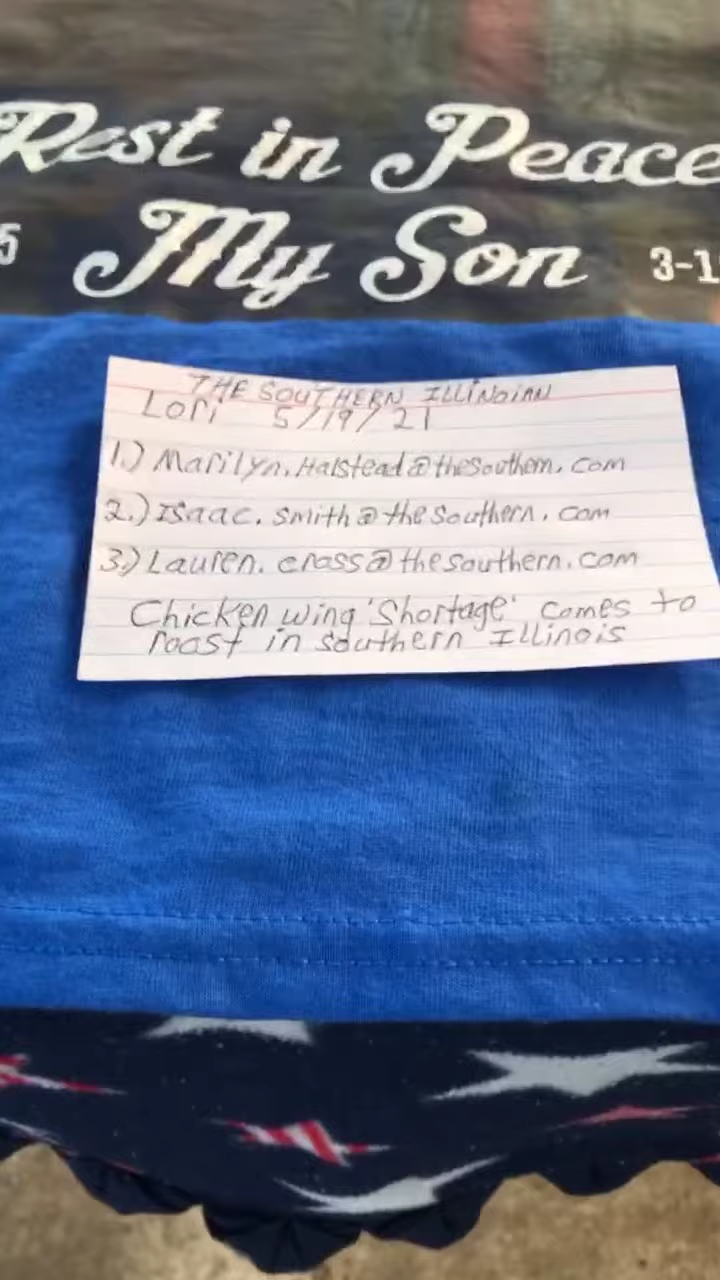 Rest in Peace
5 My Son 3-1
THE SOUTHERN ILLINOIAN
Lori 5/19/21
1.) Marilyn.Halstead@thesouthern.com
2.) Isaac.smith@thesouthern.com
3.) Lauren.cross@thesouthern.com
Chicken wing 'Shortage' comes to
roost in southern Illinois